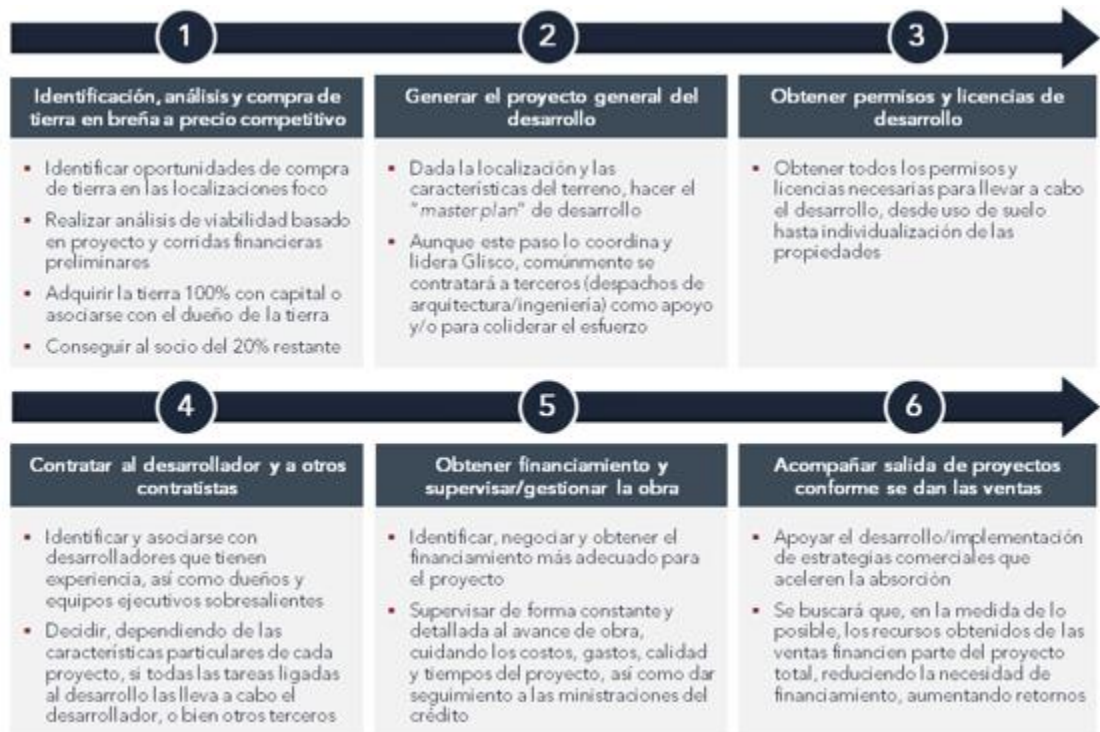 1
2
3
Identificación, análisis y compra de
tierra en breña a precio competitivo
▪ Identificar oportunidades de compra
de tierra en las localizaciones foco
▪ Realizar análisis de viabilidad basado
en proyecto y corridas financieras
preliminares
▪ Adquirir la tierra 100% con capital o
asociarse con el dueño de la tierra
▪ Conseguir al socio del 20% restante
Generar el proyecto general del
desarrollo
▪ Dada la localización y las
características del terreno, hacer el
"master plan" de desarrollo
▪ Aunque este paso lo coordina y
lidera Glisco, comúnmente se
contratará a terceros (despachos de
arquitectura/ingeniería) como apoyo
y/o para coliderar el esfuerzo
Obtener permisos y licencias de
desarrollo
▪ Obtener todos los permisos y
licencias necesarias para llevar a cabo
el desarrollo, desde uso de suelo
hasta individualización de las
propiedades
4
5
6
Contratar al desarrollador y a otros
contratistas
▪ Identificar y asociarse con
desarrolladores que tienen
experiencia, así como dueños y
equipos ejecutivos sobresalientes
▪ Decidir, dependiendo de las
características particulares de cada
proyecto, si todas las tareas ligadas
al desarrollo las lleva a cabo el
desarrollador, o bien otros terceros
Obtener financiamiento y
supervisar/gestionar la obra
▪ Identificar, negociar y obtener el
financiamiento más adecuado para
el proyecto
▪ Supervisar de forma constante y
detallada al avance de obra,
cuidando los costos, gastos, calidad
y tiempos del proyecto, así como dar
seguimiento a las ministraciones del
crédito
Acompañar salida de proyectos
conforme se dan las ventas
▪ Apoyar el desarrollo/implementación
de estrategias comerciales que
aceleren la absorción
▪ Se buscará que, en la medida de lo
posible, los recursos obtenidos de las
ventas financien parte del proyecto
total, reduciendo la necesidad de
financiamiento, aumentando retornos